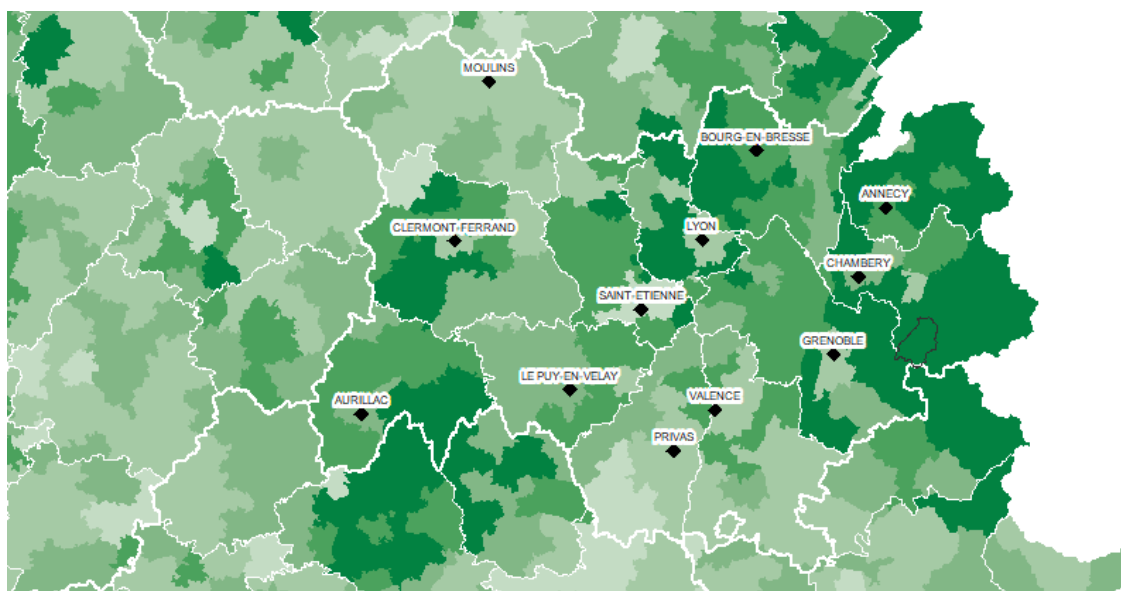 MOULINS
BOURG-EN-BRESSE
ANNECY
CLERMONT-FERRAND
LYON
CHAMBERY
SAINT-ETIENNE
GRENOBLE
LE PUY-EN-VELAY
AURILLAC
VALENCE
PRIVAS